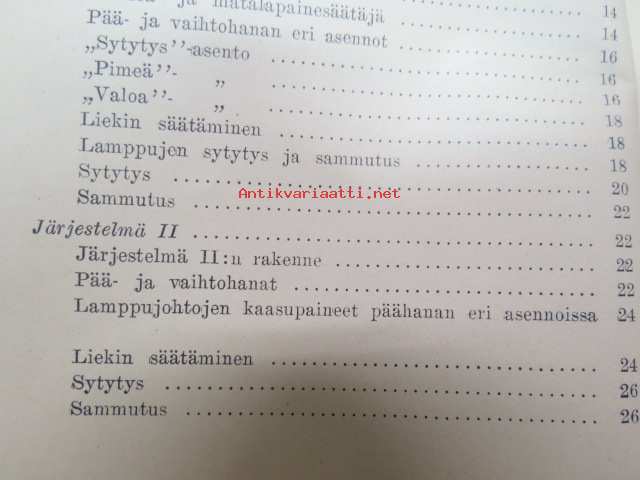 14
ja matalapainesäätäjä 14
Pää- ja vaihtohanan eri asennot .... 16
„Sytytys”-asento .... 16
„Pimeä”- „ .... 16
„Valoa”- „ .... 18
Liekin säätäminen .... 18
Lamppujen sytytys ja sammutus .... 18
Sytytys .... 20
Antikvariaatti.net
Sammutus .... 22
Järjestelmä II .... 22
Järjestelmä II:n rakenne .... 22
Pää- ja vaihtohanat .... 22
Lamppujohtojen kaasupaineet päähanan eri asennoissa 24
Liekin säätäminen .... 24
Sytytys .... 26
Sammutus .... 26